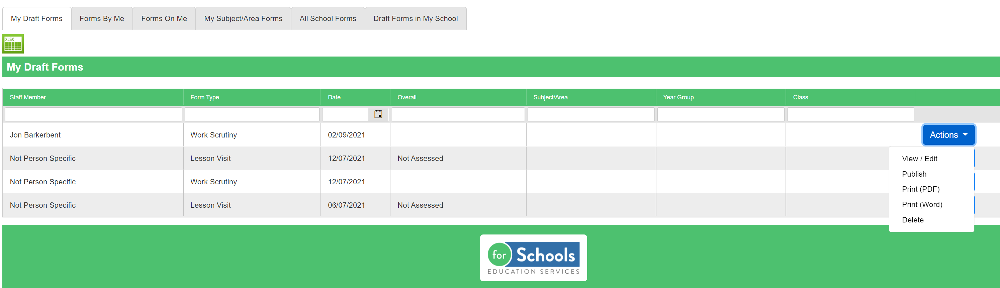 My Draft Forms Forms By Me Forms On Me My Subject/Area Forms All School Forms Draft Forms in My School
XLSX
My Draft Forms
Staff Member Form Type Date Overall Subject/Area Year Group Class
Jon Barkerbent Work Scrutiny 02/09/2021 Actions
Not Person Specific Lesson Visit 12/07/2021 Not Assessed
View / Edit
Not Person Specific Work Scrutiny 12/07/2021
Publish
Print (PDF)
Not Person Specific Lesson Visit 06/07/2021 Not Assessed
Print (Word)
Delete
for Schools
EDUCATION SERVICES